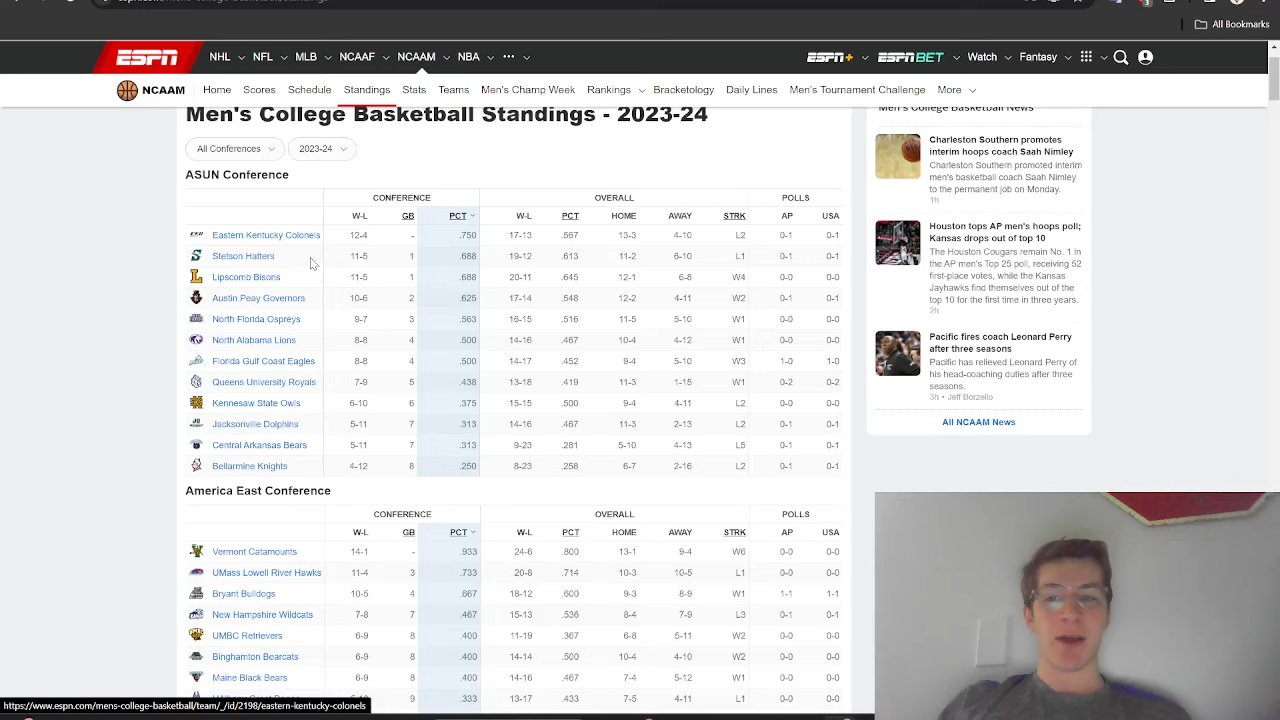 All Bookmarks
ESPN NHL NFL MLB NCAAF NCAAM NBA ESPN+ ESPN BET Watch Fantasy
NCAAM Home Scores Schedule Standings Stats Teams Men's Champ Week Rankings Bracketology Daily Lines Men's Tournament Challenge More
Men's College Basketball Standings - 2023-24
All Conferences 2023-24
ASUN Conference
CONFERENCE OVERALL POLLS
W-L GB PCT W-L PCT HOME AWAY STRK AP USA
Eastern Kentucky Colonels 12-4 - .750 17-13 .567 13-3 4-10 L2 0-1 0-1
Stetson Hatters 11-5 1 .688 19-12 .613 11-2 6-10 L1 0-1 0-1
Lipscomb Bisons 11-5 1 .688 20-11 .645 12-1 6-8 W4 0-0 0-0
Austin Peay Governors 10-6 2 .625 17-14 .548 12-2 4-11 W2 0-1 0-1
North Florida Ospreys 9-7 3 .563 16-15 .516 11-5 5-10 W1 0-0 0-0
North Alabama Lions 8-8 4 .500 14-16 .467 11-4 2-11 W1 0-0 0-0
Florida Gulf Coast Eagles 8-8 4 .500 14-17 .452 9-4 5-10 W3 1-0 1-0
Queens University Royals 7-9 5 .438 13-18 .419 11-3 1-15 W1 0-2 0-2
Kennesaw State Owls 6-10 6 .375 15-15 .500 9-4 4-11 L2 0-1 0-1
Jacksonville Dolphins 5-11 7 .313 14-16 .467 11-3 2-13 L2 0-1 0-1
Central Arkansas Bears 5-11 7 .313 9-23 .281 5-10 4-13 L5 0-1 0-1
Bellarmine Knights 4-12 8 .250 8-23 .258 6-7 2-16 L2 0-1 0-1
America East Conference
CONFERENCE OVERALL POLLS
W-L GB PCT W-L PCT HOME AWAY STRK AP USA
Vermont Catamounts 14-1 - .933 24-6 .800 13-1 9-4 W6 0-0 0-0
UMass Lowell River Hawks 11-4 3 .733 20-8 .714 10-3 10-5 L1 0-0 0-0
Bryant Bulldogs 10-5 4 .667 18-12 .600 9-3 8-9 W1 1-1 1-1
New Hampshire Wildcats 7-8 7 .467 15-13 .536 8-4 7-9 L3 0-1 0-1
UMBC Retrievers 6-9 8 .400 11-19 .367 6-8 5-11 W2 0-0 0-0
Binghamton Bearcats 6-9 8 .400 14-14 .500 10-4 4-10 W2 0-0 0-0
Maine Black Bears 6-9 8 .400 14-16 .467 7-4 5-12 W1 0-0 0-0
9 .333 13-17 .433 7-5 4-11 L1 0-0 0-0
Men's College Basketball News
Charleston Southern promotes
interim hoops coach Saah Nimley
Charleston Southern promoted interim
men's basketball coach Saah Nimley
to the permanent job on Monday.
1h
Houston tops AP men's hoops poll;
Kansas drops out of top 10
The Houston Cougars remain No. 1 in
the AP men's Top 25 poll, receiving 52
first-place votes, while the Kansas
Jayhawks find themselves out of the
top 10 for the first time in three years.
2h
Pacific fires coach Leonard Perry
after three seasons
Pacific has relieved Leonard Perry of
his head-coaching duties after three
seasons.
3h • Jeff Borzello
All NCAAM News
https://www.espn.com/mens-college-basketball/team/_/id/2198/eastern-kentucky-colonels